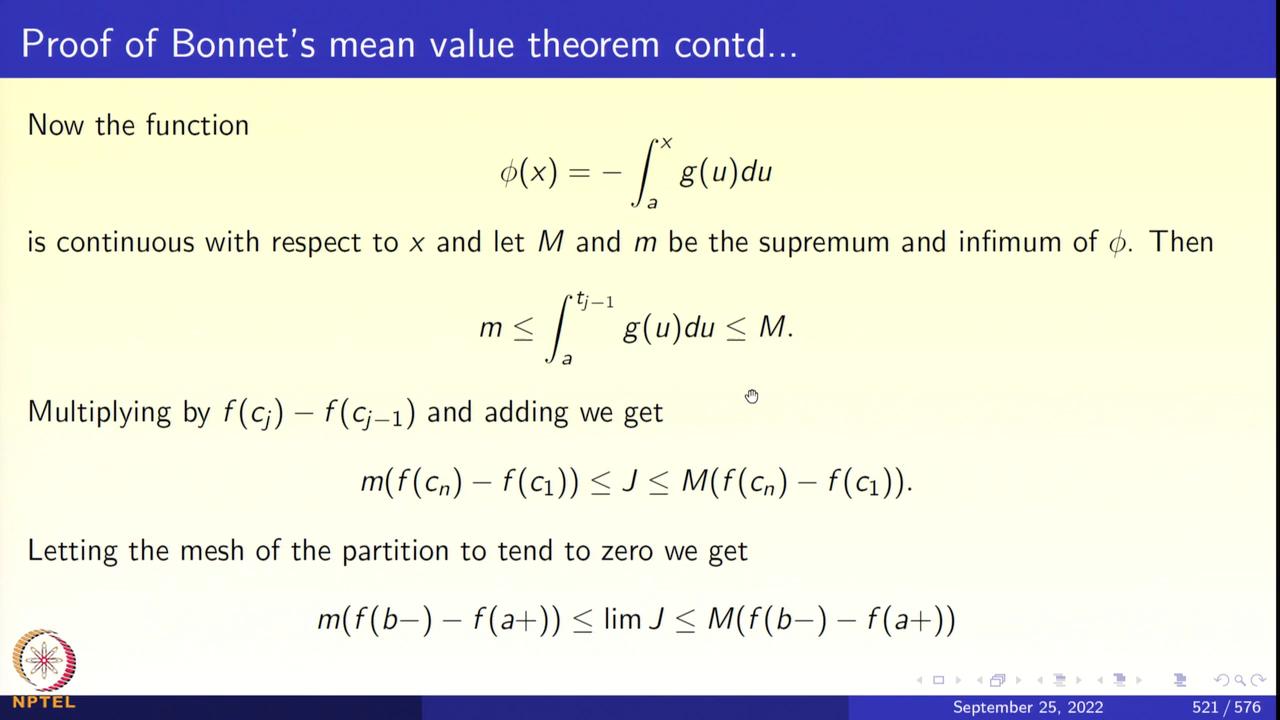 Proof of Bonnet's mean value theorem contd...
Now the function
ϕ(x) = − ∫_a^x g(u)du
is continuous with respect to x and let M and m be the supremum and infimum of ϕ. Then
m ≤ ∫_a^{t_{j−1}} g(u)du ≤ M.
Multiplying by f(c_j) − f(c_{j−1}) and adding we get
m(f(c_n) − f(c_1)) ≤ J ≤ M(f(c_n) − f(c_1)).
Letting the mesh of the partition to tend to zero we get
m(f(b−) − f(a+)) ≤ lim J ≤ M(f(b−) − f(a+))
NPTEL
September 25, 2022 521 / 576